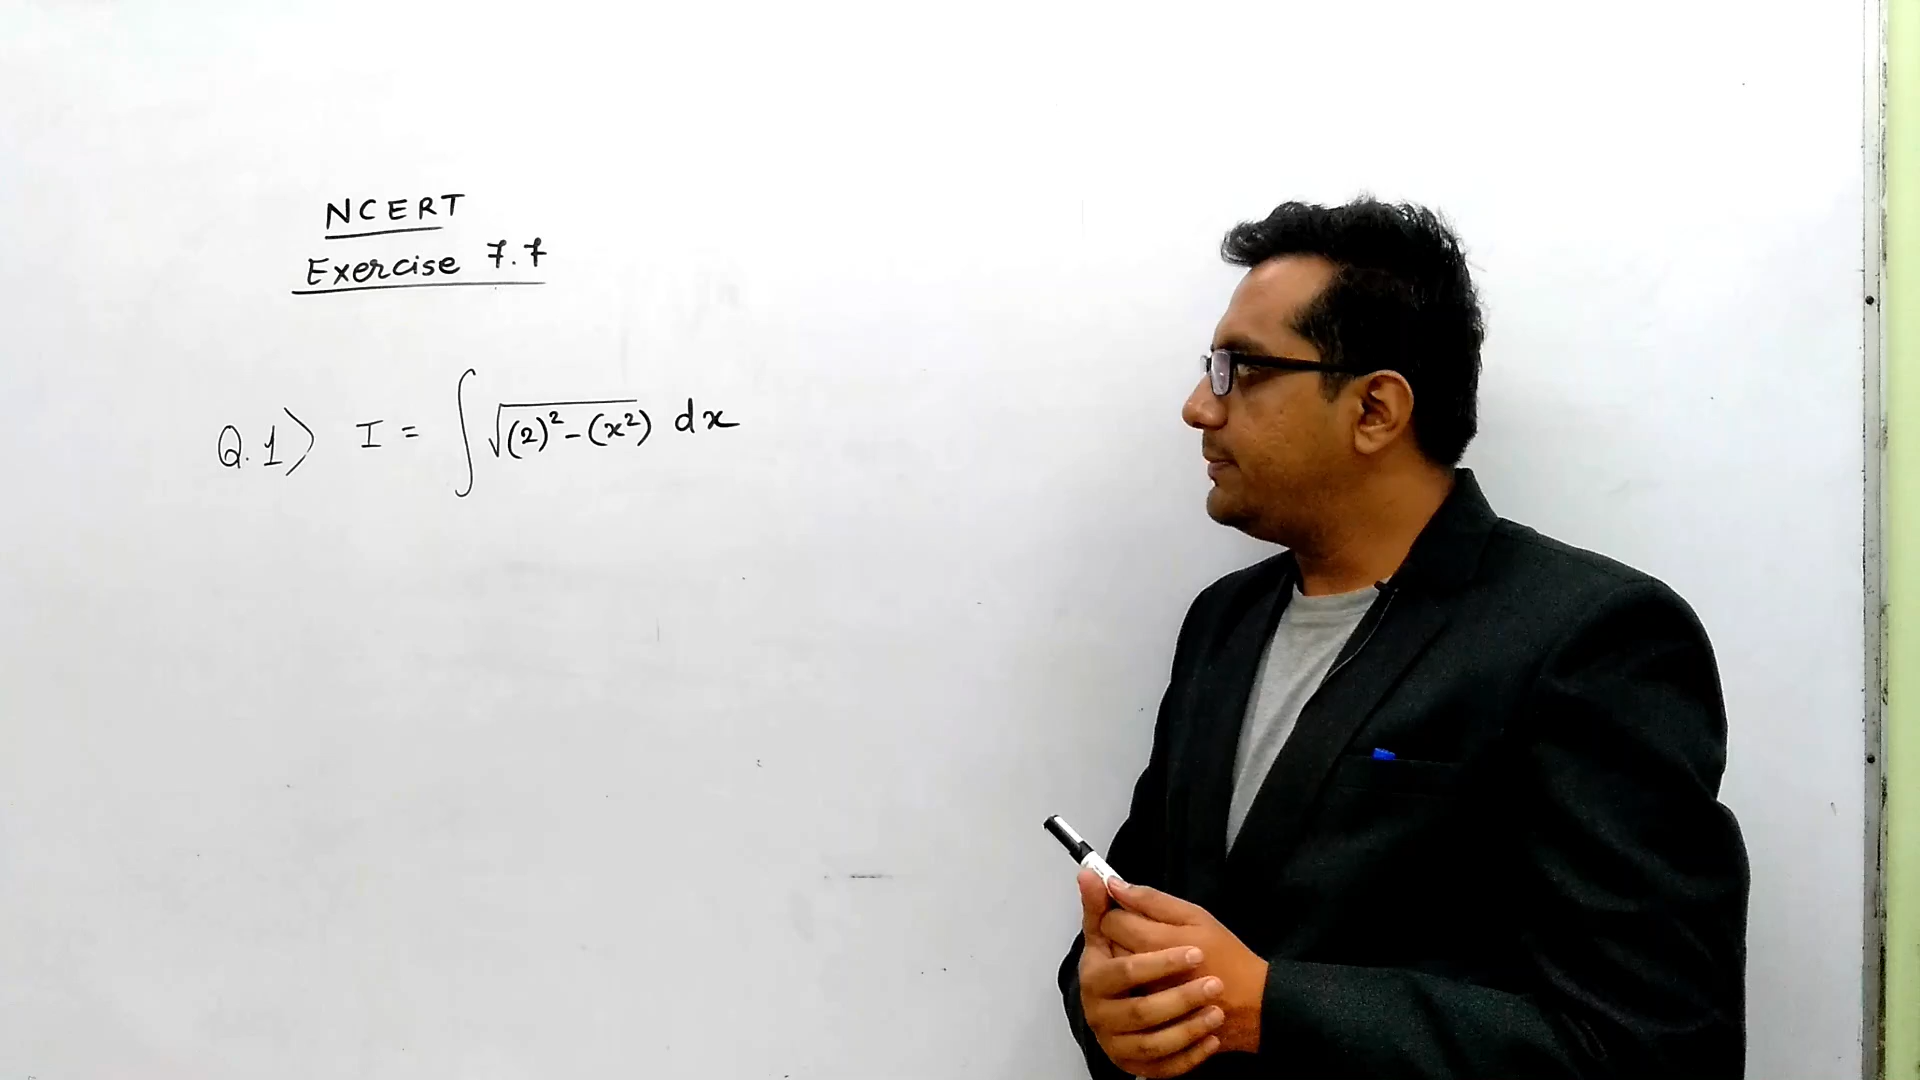 NCERT
Exercise 7.7
Q.1) I = ∫ √(2)² - (x²) dx